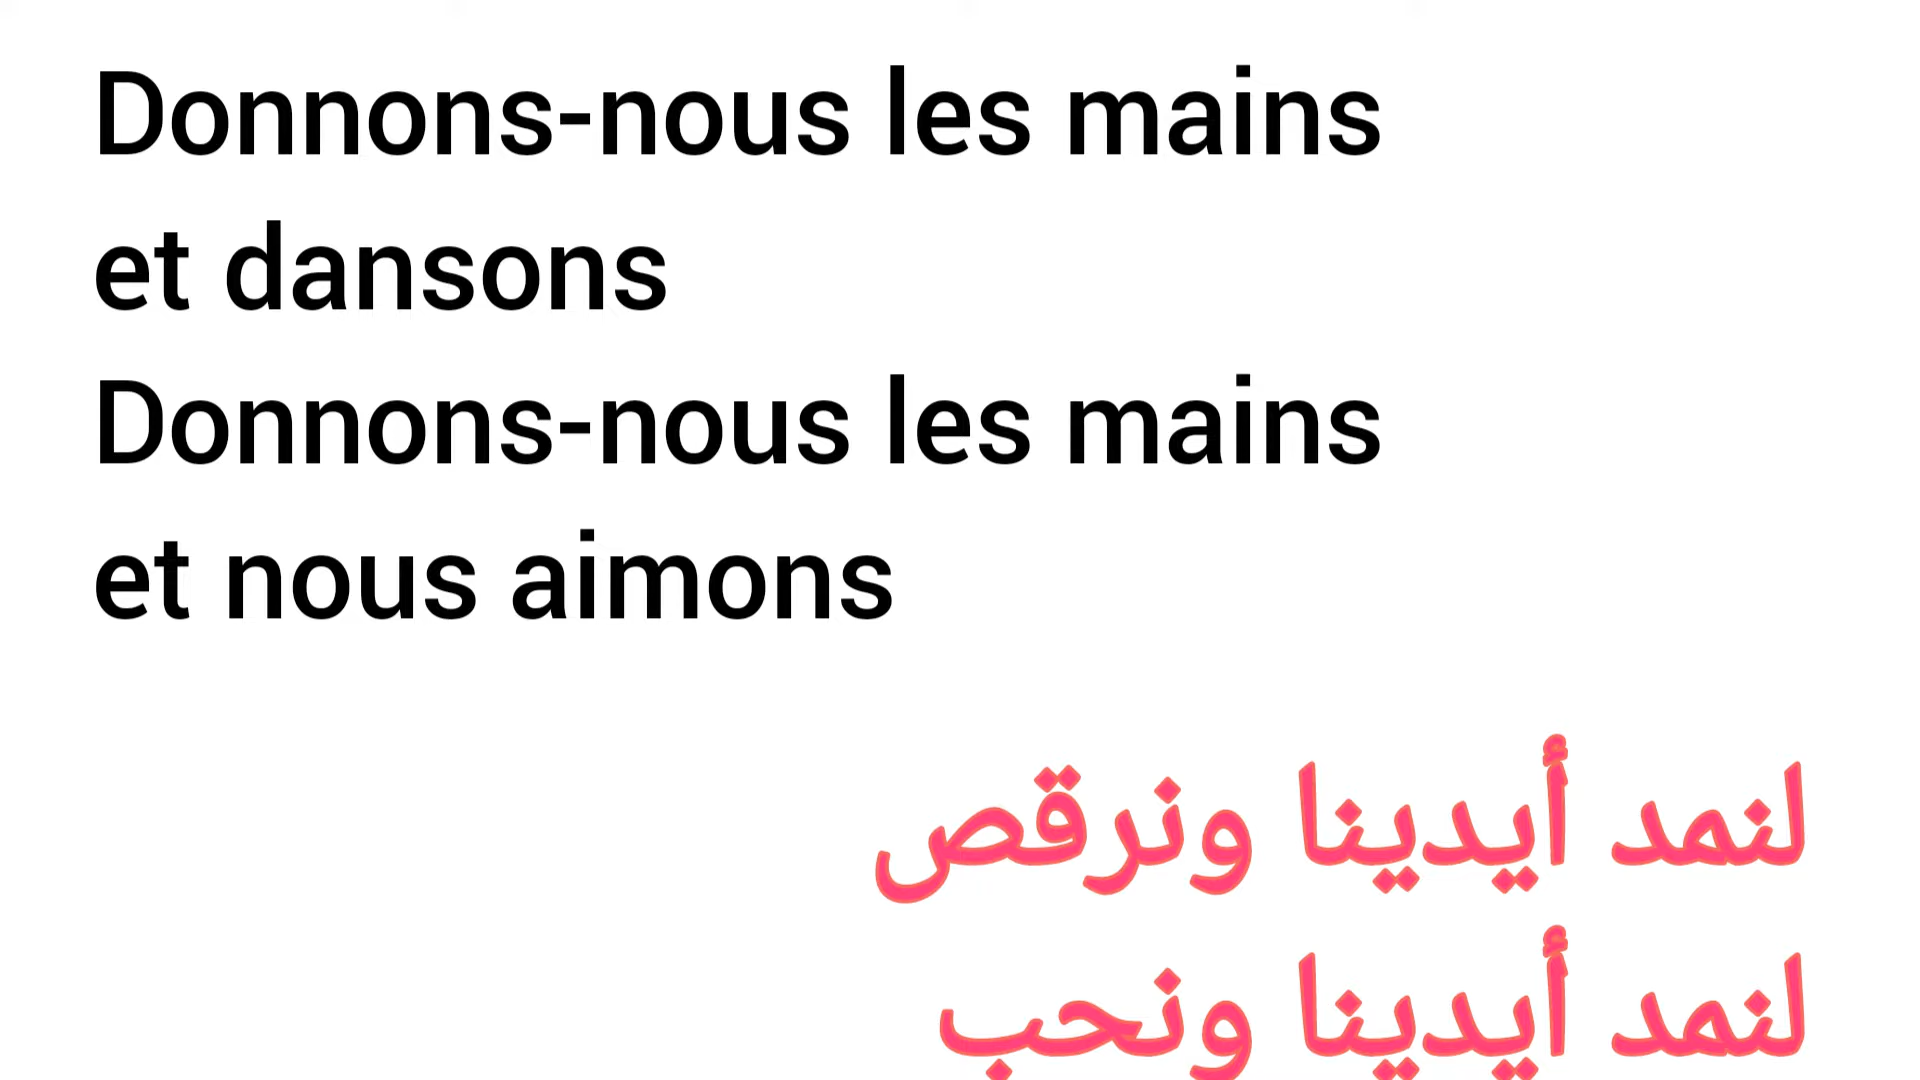 Donnons-nous les mains
et dansons
Donnons-nous les mains
et nous aimons
لنمد أيدينا ونرقص
لنمد أيدينا ونحب